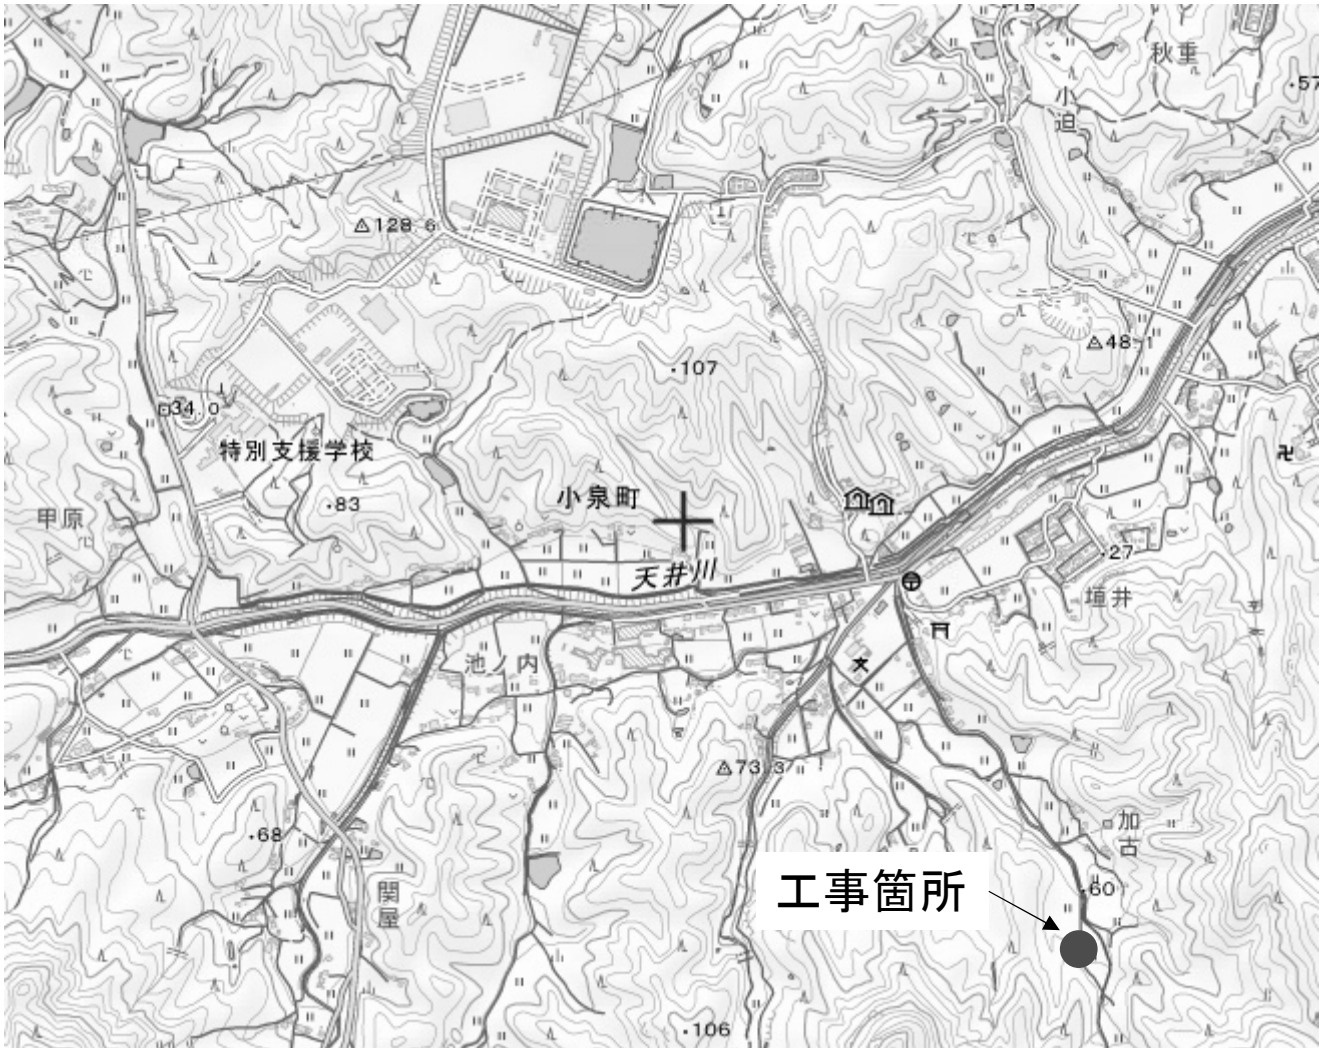 秋重
・57
小迫
△128.6
△48.1
・107
34.0
特別支援学校
・83
小泉町
甲原
天井川
・27
垣井
池ノ内
文
△73.3
・68
加古
工事箇所
・60
関屋
・106